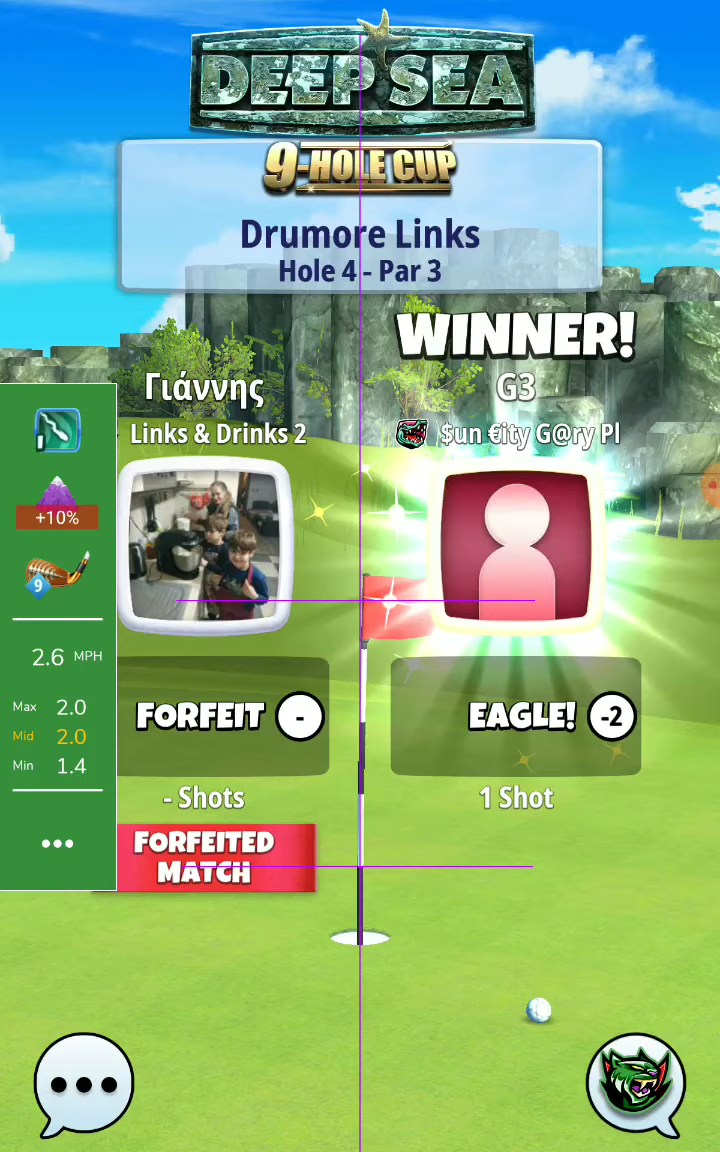 DEEP SEA
9-HOLE CUP
Drumore Links
Hole 4 - Par 3
WINNER!
Γιάννης
G3
Links & Drinks 2
$un €ity G@ry Pl
+10%
9
2.6 MPH
Max 2.0
Mid 2.0
Min 1.4
FORFEIT -
EAGLE! -2
- Shots
1 Shot
FORFEITED
MATCH